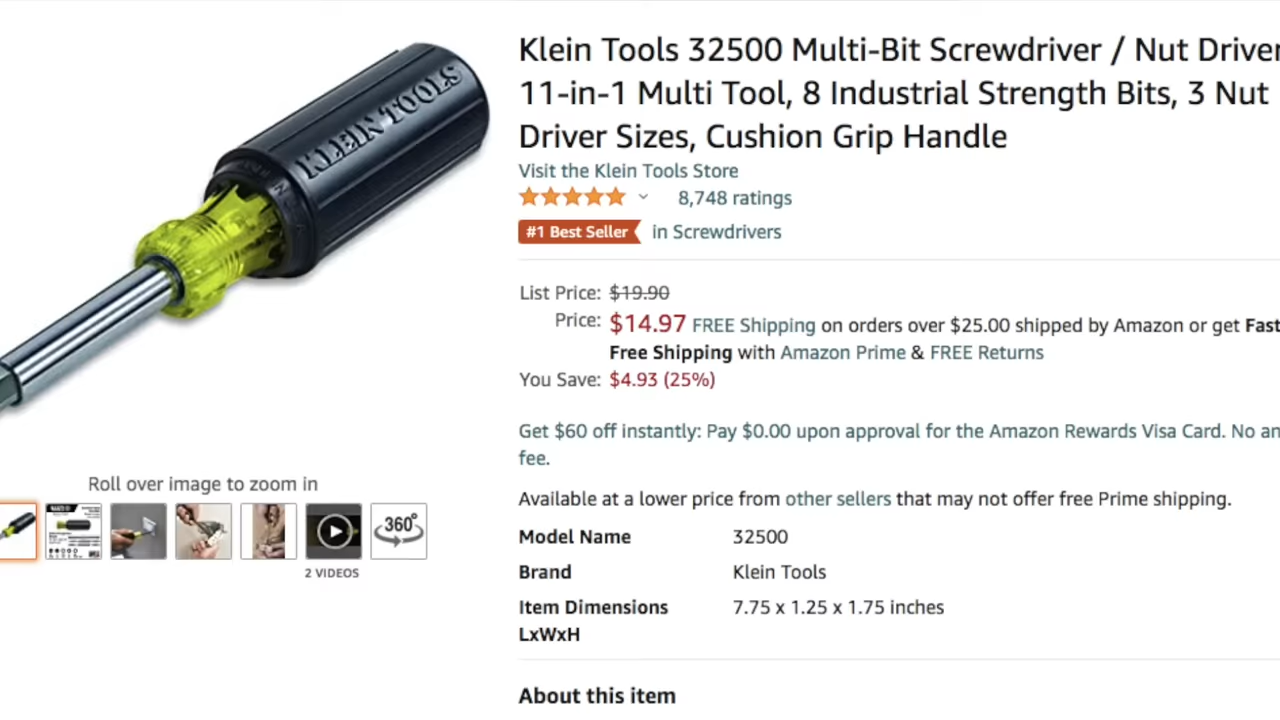 KLEIN TOOLS
Roll over image to zoom in
360°
2 VIDEOS
Klein Tools 32500 Multi-Bit Screwdriver / Nut Driver
11-in-1 Multi Tool, 8 Industrial Strength Bits, 3 Nut
Driver Sizes, Cushion Grip Handle
Visit the Klein Tools Store
8,748 ratings
#1 Best Seller in Screwdrivers
List Price: $19.90
Price: $14.97 FREE Shipping on orders over $25.00 shipped by Amazon or get Fast
Free Shipping with Amazon Prime & FREE Returns
You Save: $4.93 (25%)
Get $60 off instantly: Pay $0.00 upon approval for the Amazon Rewards Visa Card. No an
fee.
Available at a lower price from other sellers that may not offer free Prime shipping.
Model Name 32500
Brand Klein Tools
Item Dimensions 7.75 x 1.25 x 1.75 inches
LxWxH
About this item